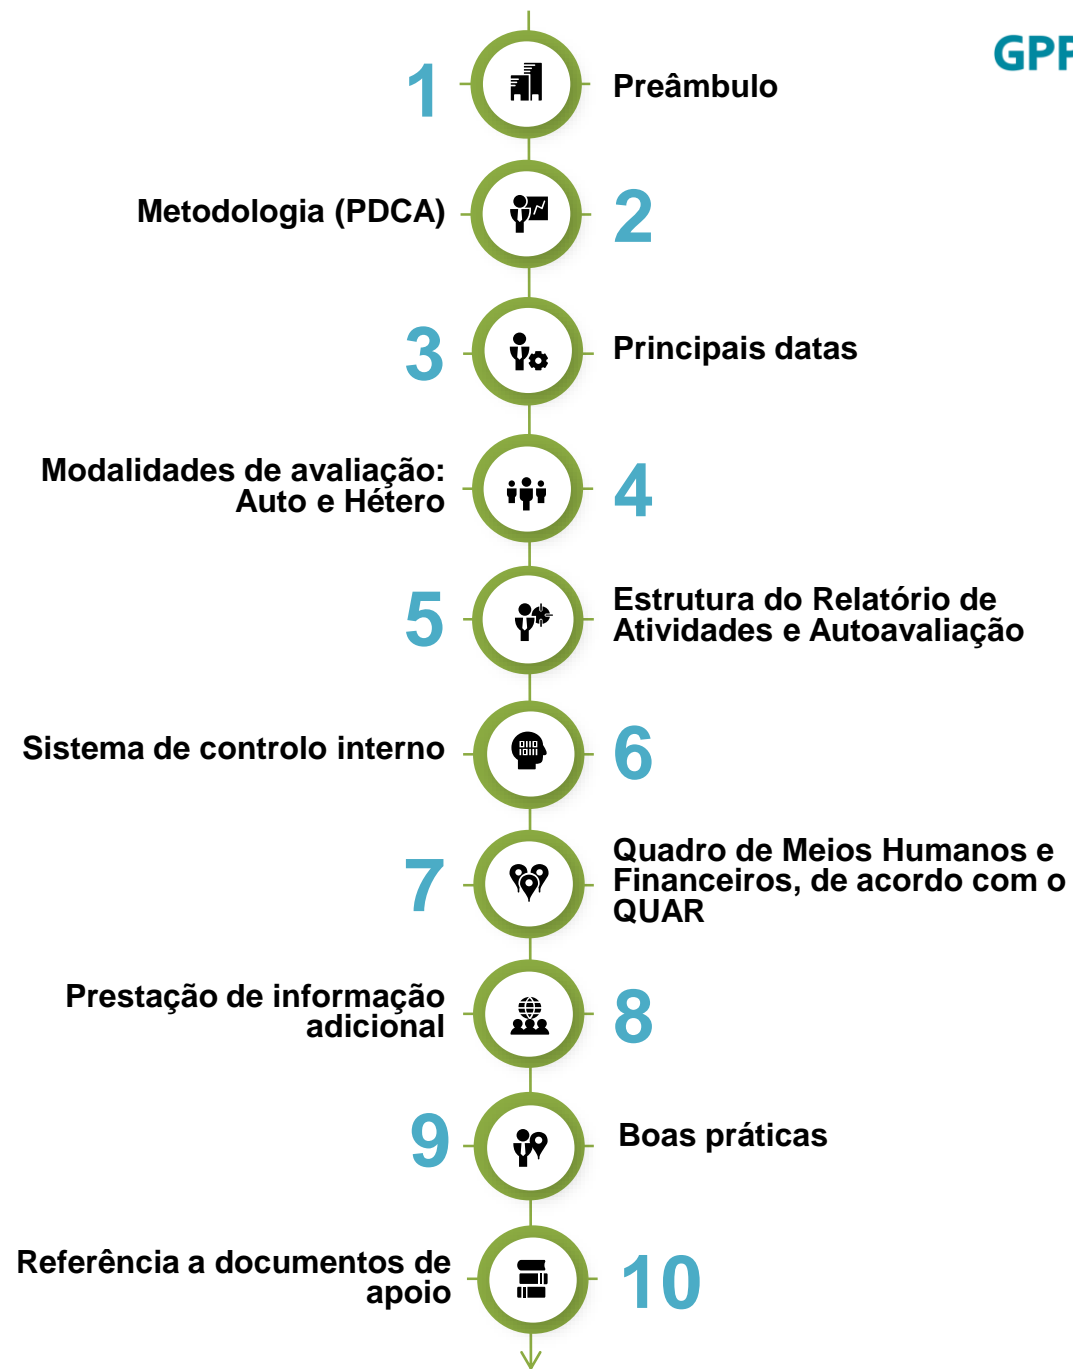 GPP
1
Preâmbulo
Metodologia (PDCA)
2
3
Principais datas
Modalidades de avaliação:
Auto e Hétero
4
5
Estrutura do Relatório de
Atividades e Autoavaliação
Sistema de controlo interno
6
7
Quadro de Meios Humanos e
Financeiros, de acordo com o
QUAR
Prestação de informação
adicional
8
9
Boas práticas
Referência a documentos de
apoio
10